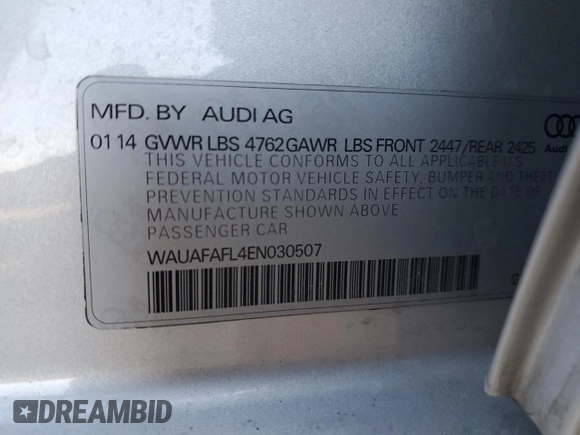 MFD. BY AUDI AG
0114 GVWR LBS 4762 GAWR LBS FRONT 2447/REAR 2425
THIS VEHICLE CONFORMS TO ALL APPLICABLE U.S.
FEDERAL MOTOR VEHICLE SAFETY, BUMPER AND THEFT
PREVENTION STANDARDS IN EFFECT ON THE DATE OF
MANUFACTURE SHOWN ABOVE
PASSENGER CAR
WAUAFAFL4EN030507
Audi
DREAMBID